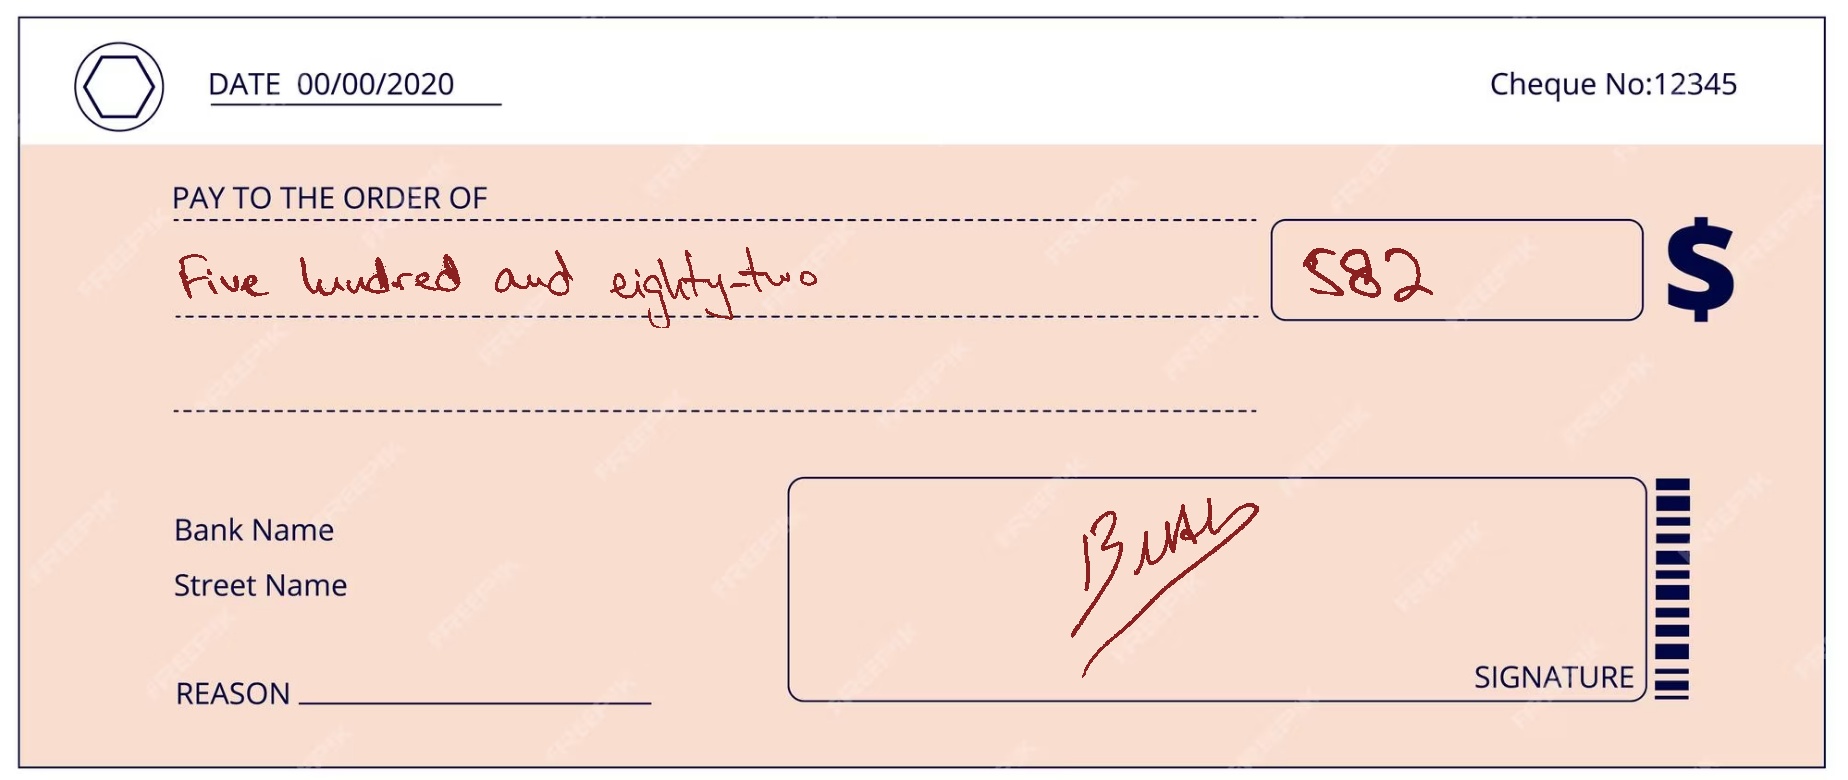 DATE 00/00/2020
Cheque No:12345
PAY TO THE ORDER OF
Five hundred and eighty-two
582
$
Bank Name
Street Name
REASON
SIGNATURE